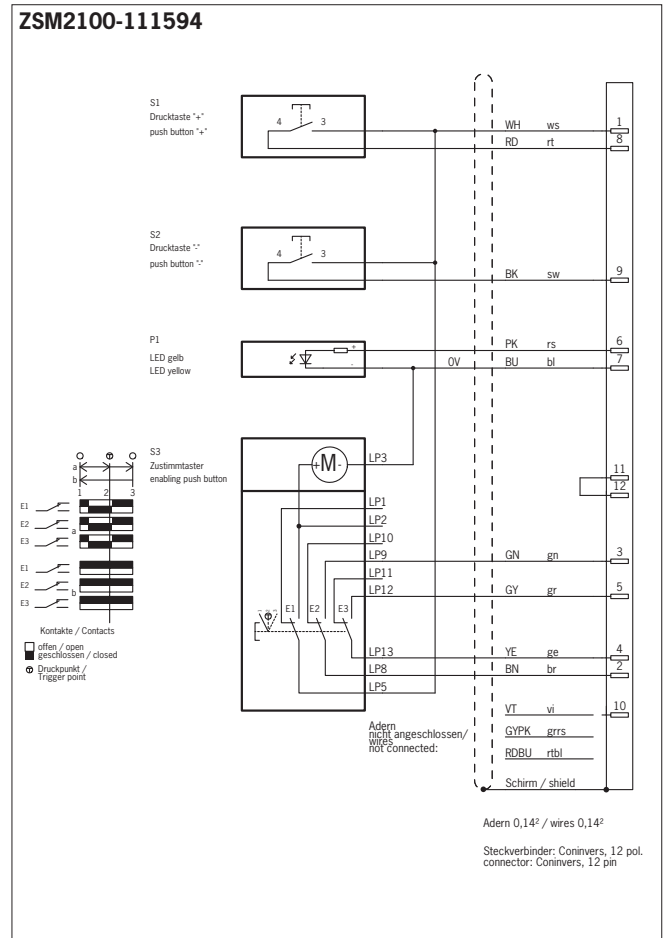 ZSM2100-111594
S1
Drucktaste "+"
push button "+"
4 3
WH ws 1
RD rt 8
S2
Drucktaste "-"
push button "-"
4 3
BK sw 9
P1
LED gelb
LED yellow
+
-
PK rs 6
0V BU bl 7
S3
Zustimmtaster
enabling push button
+M-
LP3
11
12
a
b
1 2 3
E1
E2 a
E3
E1
E2 b
E3
Kontakte / Contacts
offen / open
geschlossen / closed
Druckpunkt /
Trigger point
LP1
LP2
LP10
LP9 GN gn 3
LP11
LP12 GY gr 5
1 2 3
E1 E2 E3
LP13 YE ge 4
LP8 BN br 2
LP5
Adern
nicht angeschlossen/
wires
not connected:
VT vi 10
GYPK grrs
RDBU rtbl
Schirm / shield
Adern 0,14² / wires 0,14²
Steckverbinder: Coninvers, 12 pol.
connector: Coninvers, 12 pin